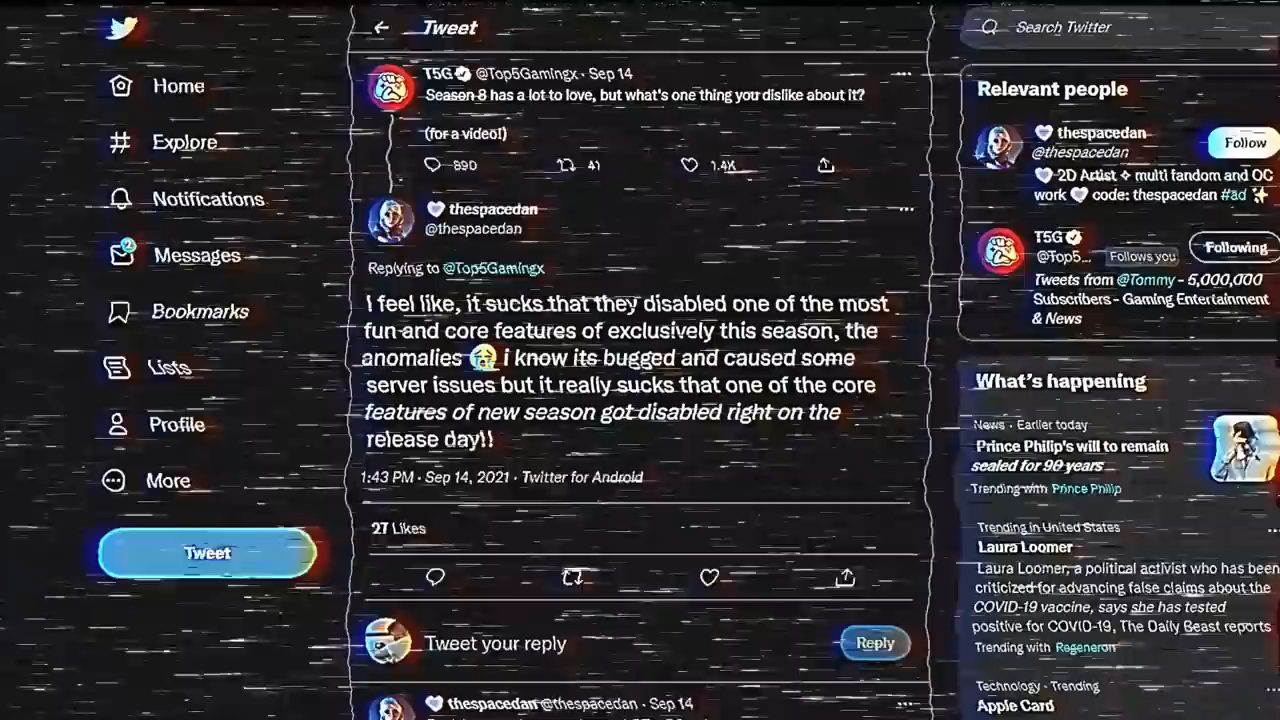 Home
Explore
Notifications
2
Messages
Bookmarks
Lists
Profile
More
Tweet
Tweet
T5G @Top5Gamingx · Sep 14
Season 8 has a lot to love, but what's one thing you dislike about it?
(for a video!)
890 41 1.4K
thespacedan
@thespacedan
Replying to @Top5Gamingx
I feel like, it sucks that they disabled one of the most
fun and core features of exclusively this season, the
anomalies 😭 i know its bugged and caused some
server issues but it really sucks that one of the core
features of new season got disabled right on the
release day!!
1:43 PM · Sep 14, 2021 · Twitter for Android
27 Likes
Tweet your reply
Reply
thespacedan @thespacedan · Sep 14
Search Twitter
Relevant people
thespacedan
@thespacedan
Follow
2D Artist ✧ multi fandom and OC
work 🤍 code: thespacedan #ad ✨
T5G
@Top5... Follows you
Following
Tweets from @Tommy - 5,000,000
Subscribers - Gaming Entertainment
& News
What's happening
News · Earlier today
Prince Philip's will to remain
sealed for 90 years
Trending with Prince Philip
Trending in United States
Laura Loomer
Laura Loomer, a political activist who has been
criticized for advancing false claims about the
COVID-19 vaccine, says she has tested
positive for COVID-19, The Daily Beast reports
Trending with Regeneron
Technology · Trending
Apple Card